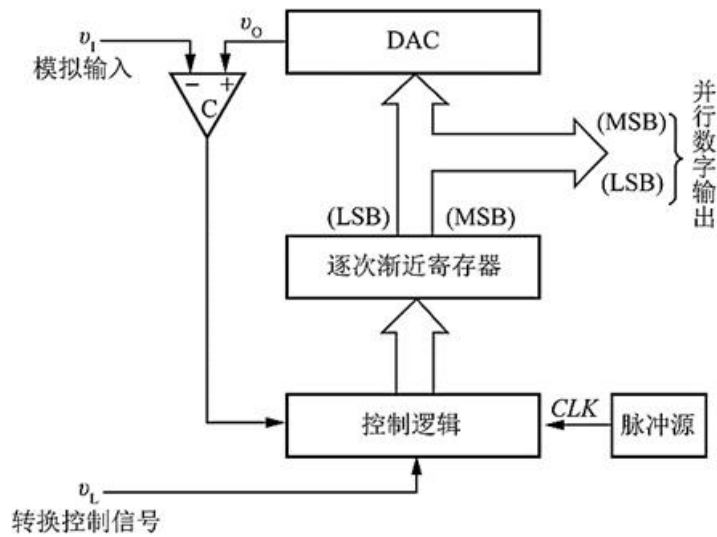 v_I
模拟输入
v_O
− +
C
DAC
(MSB)
(LSB)
并行数字输出
(LSB) (MSB)
逐次渐近寄存器
控制逻辑
CLK
脉冲源
v_L
转换控制信号